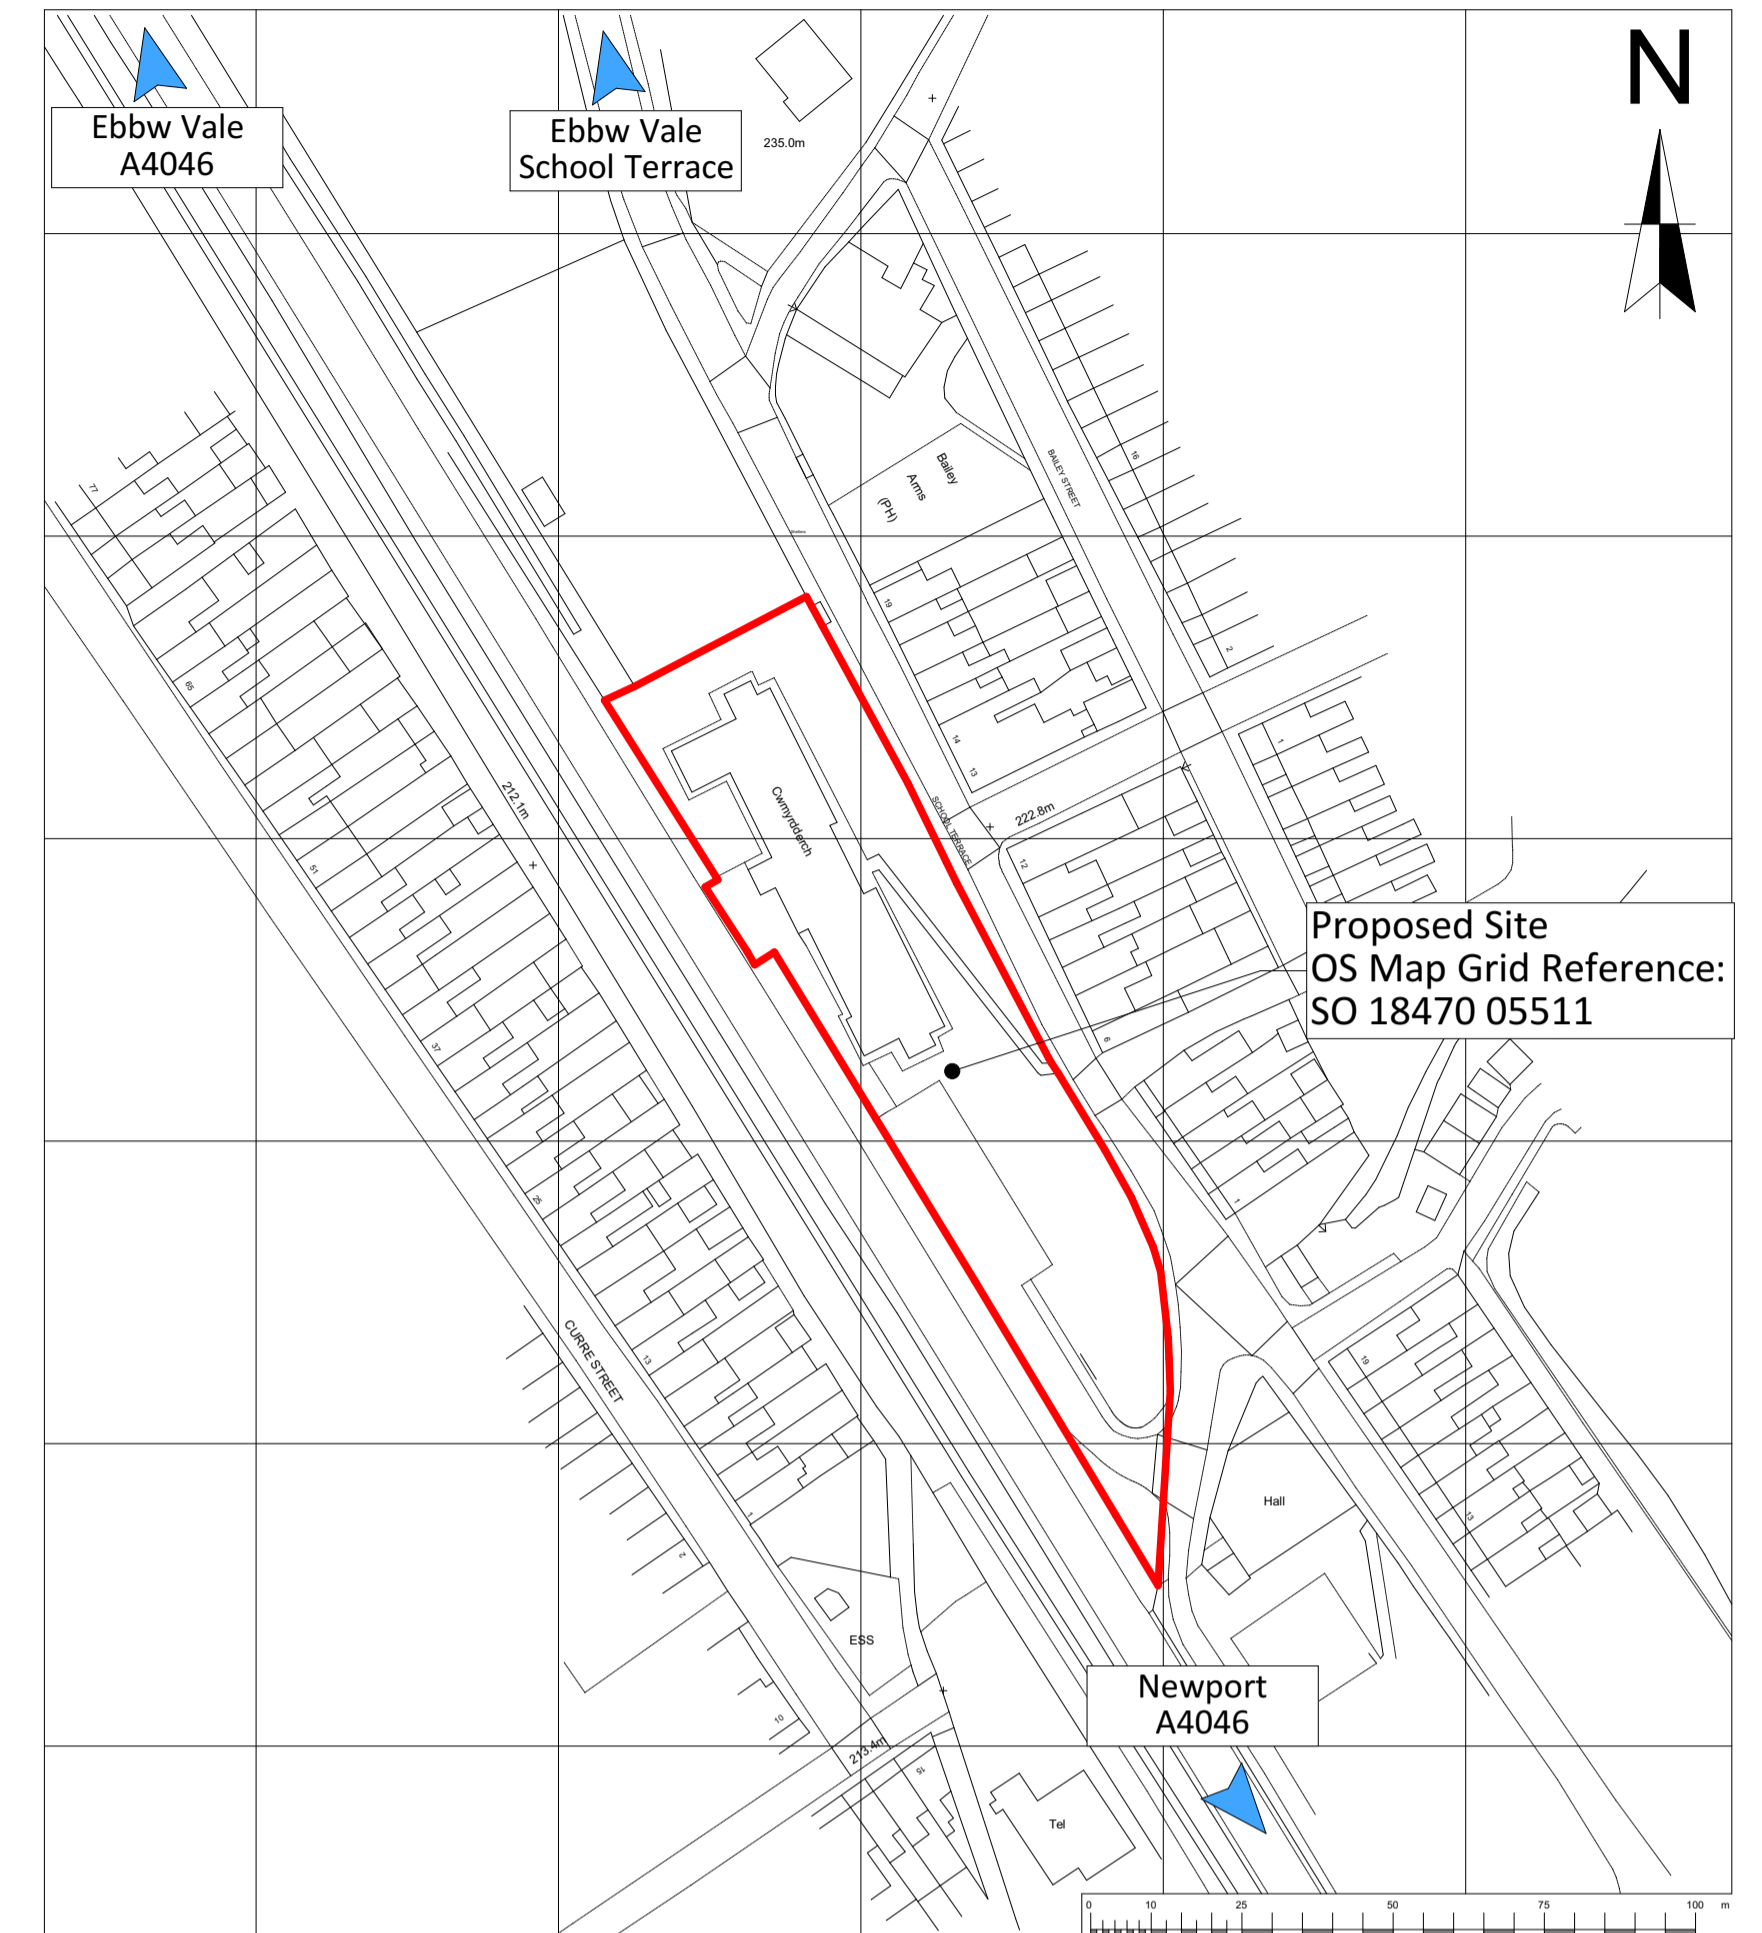 Ebbw Vale
A4046
Ebbw Vale
School Terrace
N
235.0m
Bailey
Arms
(PH)
BAILEY STREET
16
77
19
2
65
14
13
1
212.1m
Cwmyrdderch
SCHOOL TERRACE
222.8m
12
51
Proposed Site
OS Map Grid Reference:
SO 18470 05511
37
6
25
1
CURRE STREET
13
19
Hall
13
1
2
ESS
10
Newport
A4046
213.4m
15
Tel
0 10 25 50 75 100 m